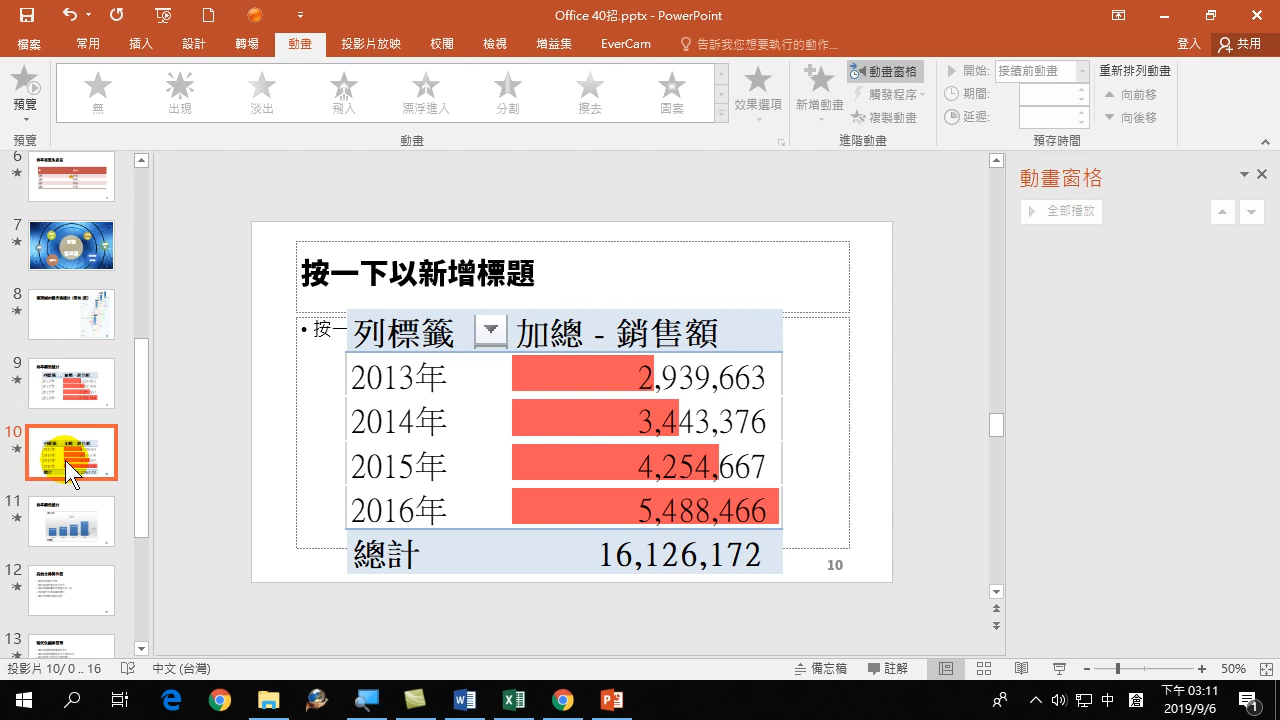 Office 40招.pptx - PowerPoint
檔案 常用 插入 設計 轉場 動畫 投影片放映 校閱 檢視 增益集 EverCam 告訴我您想要執行的動作... 登入 共用
預覽 無 出現 淡出 飛入 漂浮進入 分割 擦去 圖案 效果選項 新增動畫 動畫窗格 觸發程序 複製動畫 開始: 接續前動畫 期間: 延遲: 重新排列動畫 向前移 向後移
預覽 動畫 進階動畫 預存時間
6
7
8
9
10
11
12
13
按一下以新增標題
• 按一
列標籤 加總 - 銷售額
2013年 2,939,663
2014年 3,443,376
2015年 4,254,667
2016年 5,488,466
總計 16,126,172
10
動畫窗格
全部播放
投影片 10/ 0 .. 16 中文 (台灣) 備忘稿 註解 50%
中 下午 03:11
2019/9/6
1